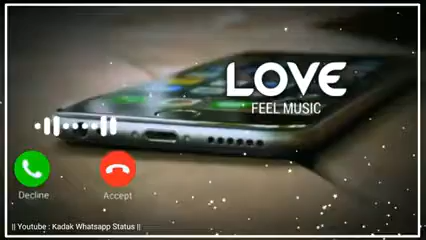 LOVE
FEEL MUSIC
Decline
Accept
|| Youtube : Kadak Whatsapp Status ||